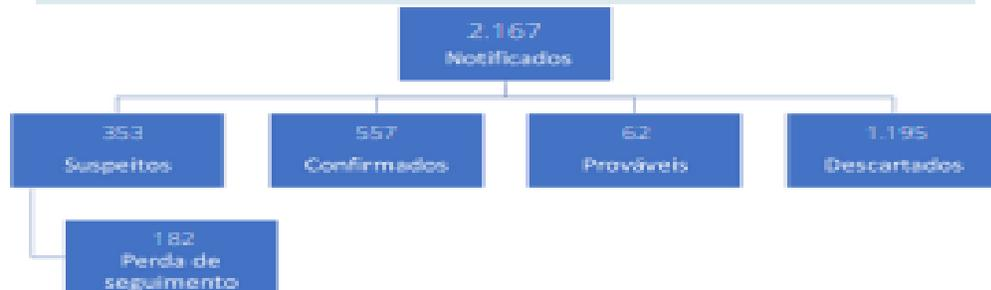 2.167
Notificados
353
Suspeitos
557
Confirmados
62
Prováveis
1.195
Descartados
182
Perda de
seguimento